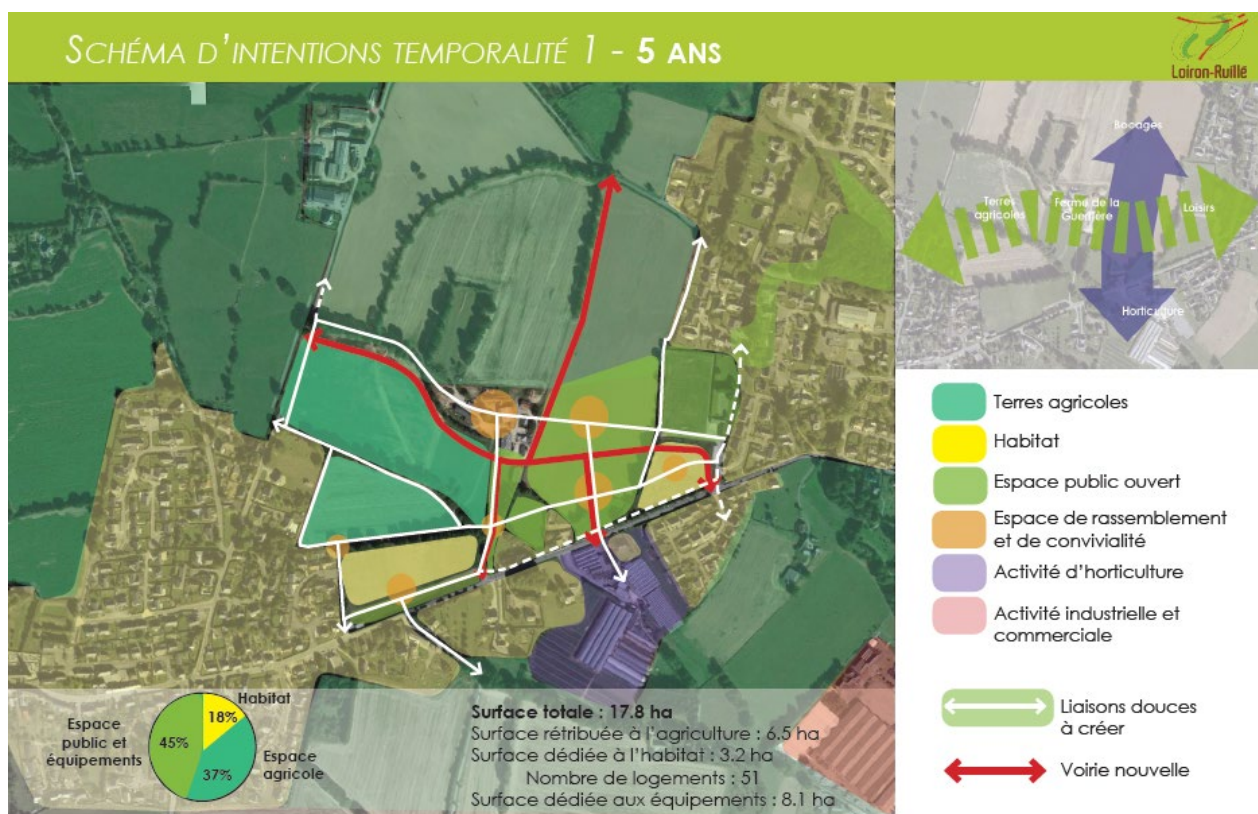 SCHÉMA D'INTENTIONS TEMPORALITÉ 1 - 5 ANS
Loiron-Ruillé
Bocages
Terres
agricoles
Ferme de la
Guerrière
Loisirs
Horticulture
Terres agricoles
Habitat
Espace public ouvert
Espace de rassemblement
et de convivialité
Activité d'horticulture
Activité industrielle et
commerciale
Liaisons douces
à créer
Voirie nouvelle
Habitat
18%
Espace
public et
équipements
45%
37%
Espace
agricole
Surface totale : 17.8 ha
Surface rétribuée à l'agriculture : 6.5 ha
Surface dédiée à l'habitat : 3.2 ha
Nombre de logements : 51
Surface dédiée aux équipements : 8.1 ha